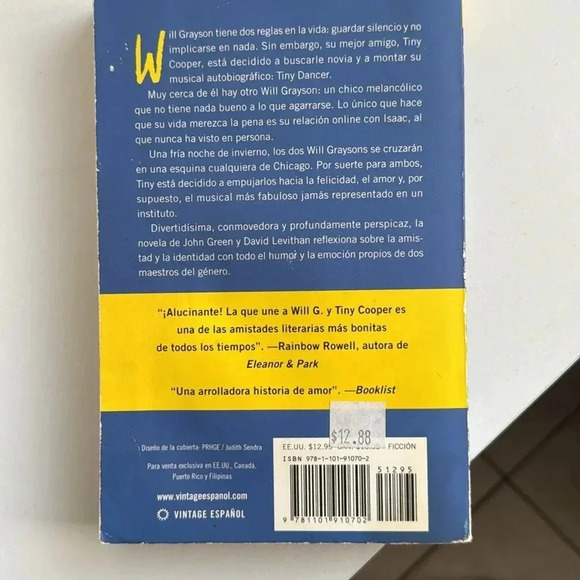 Will Grayson tiene dos reglas en la vida: guardar silencio y no
implicarse en nada. Sin embargo, su mejor amigo, Tiny
Cooper, está decidido a buscarle novia y a montar su
musical autobiográfico: Tiny Dancer.
Muy cerca de él hay otro Will Grayson: un chico melancólico
que no tiene nada bueno a lo que agarrarse. Lo único que hace
que su vida merezca la pena es su relación online con Isaac, al
que nunca ha visto en persona.
Una fría noche de invierno, los dos Will Graysons se cruzarán
en una esquina cualquiera de Chicago. Por suerte para ambos,
Tiny está decidido a empujarlos hacia la felicidad, el amor y, por
supuesto, el musical más fabuloso jamás representado en un
instituto.
Divertidísima, conmovedora y profundamente perspicaz, la
novela de John Green y David Levithan reflexiona sobre la amis-
tad y la identidad con todo el humor y la emoción propios de dos
maestros del género.
“¡Alucinante! La que une a Will G. y Tiny Cooper es
una de las amistades literarias más bonitas
de todos los tiempos”. —Rainbow Rowell, autora de
Eleanor & Park
“Una arrolladora historia de amor”. —Booklist
$12.88
Diseño de la cubierta: PRHGE / Judith Sendra
Para venta exclusiva en EE.UU., Canadá,
Puerto Rico y Filipinas
www.vintageespanol.com
VINTAGE ESPAÑOL
EE.UU. $12.95 FICCIÓN
ISBN 978-1-101-91070-2
51295
9 781101 910702